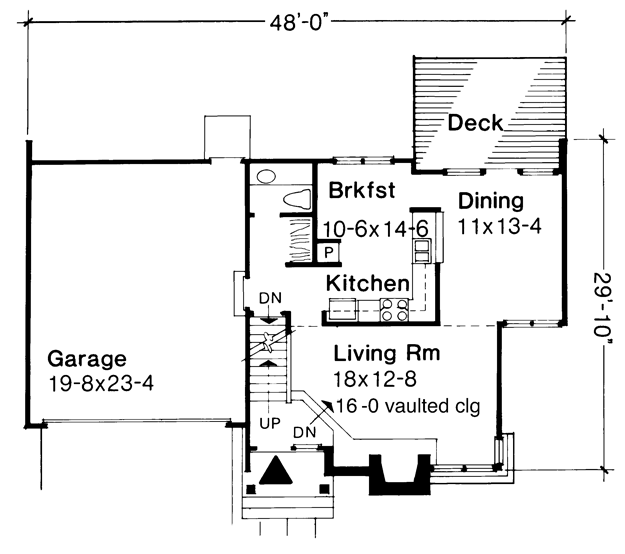 48'-0"
Deck
Brkfst
10-6x14-6
Dining
11x13-4
P
Kitchen
DN
29'-10"
Garage
19-8x23-4
Living Rm
18x12-8
16-0 vaulted clg
UP
DN